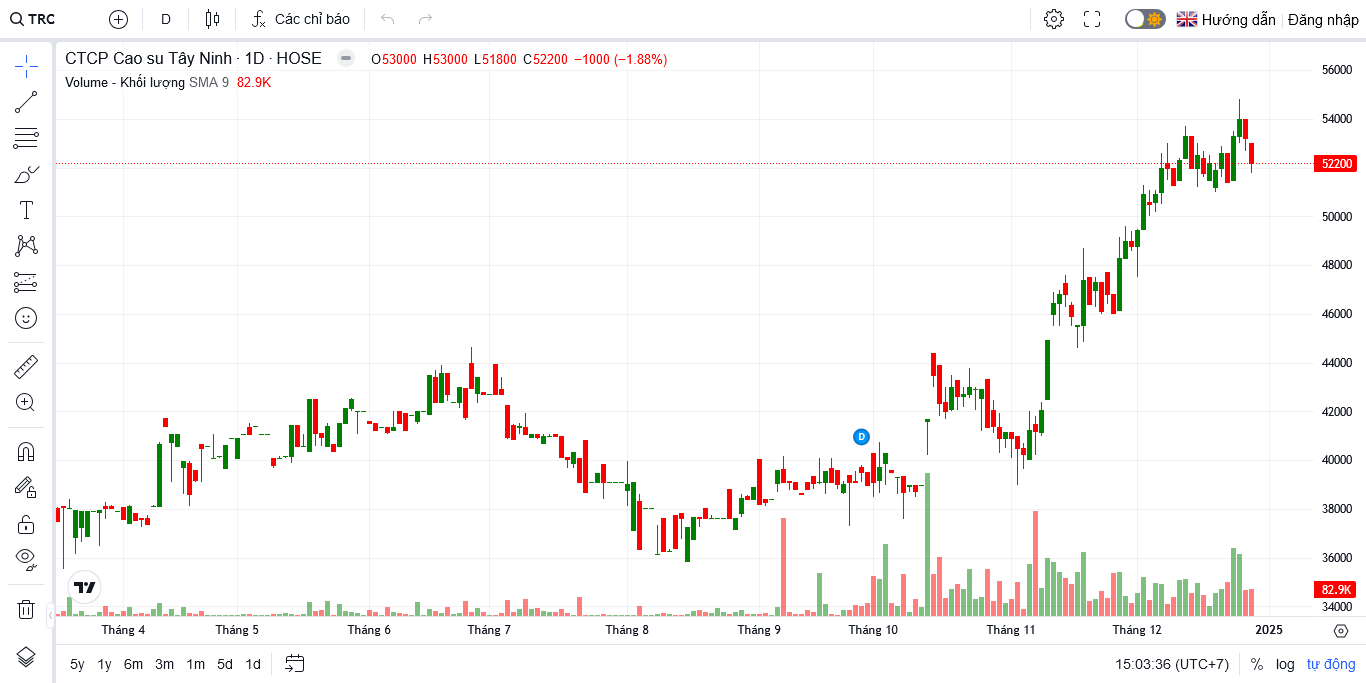 TRC D Các chỉ báo Hướng dẫn Đăng nhập
CTCP Cao su Tây Ninh · 1D · HOSE O53000 H53000 L51800 C52200 −1000 (−1.88%)
Volume - Khối lượng SMA 9 82.9K
56000
54000
52200
50000
48000
46000
44000
42000
D
40000
38000
36000
82.9K
34000
Tháng 4 Tháng 5 Tháng 6 Tháng 7 Tháng 8 Tháng 9 Tháng 10 Tháng 11 Tháng 12 2025
5y 1y 6m 3m 1m 5d 1d 15:03:36 (UTC+7) % log tự động